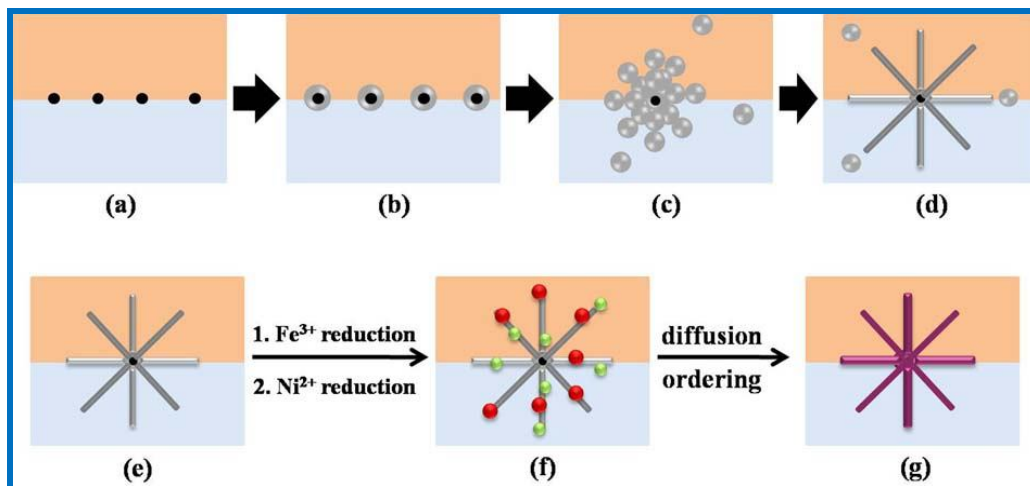 (a)
(b)
(c)
(d)
1. Fe³⁺ reduction
2. Ni²⁺ reduction
diffusion
ordering
(e)
(f)
(g)